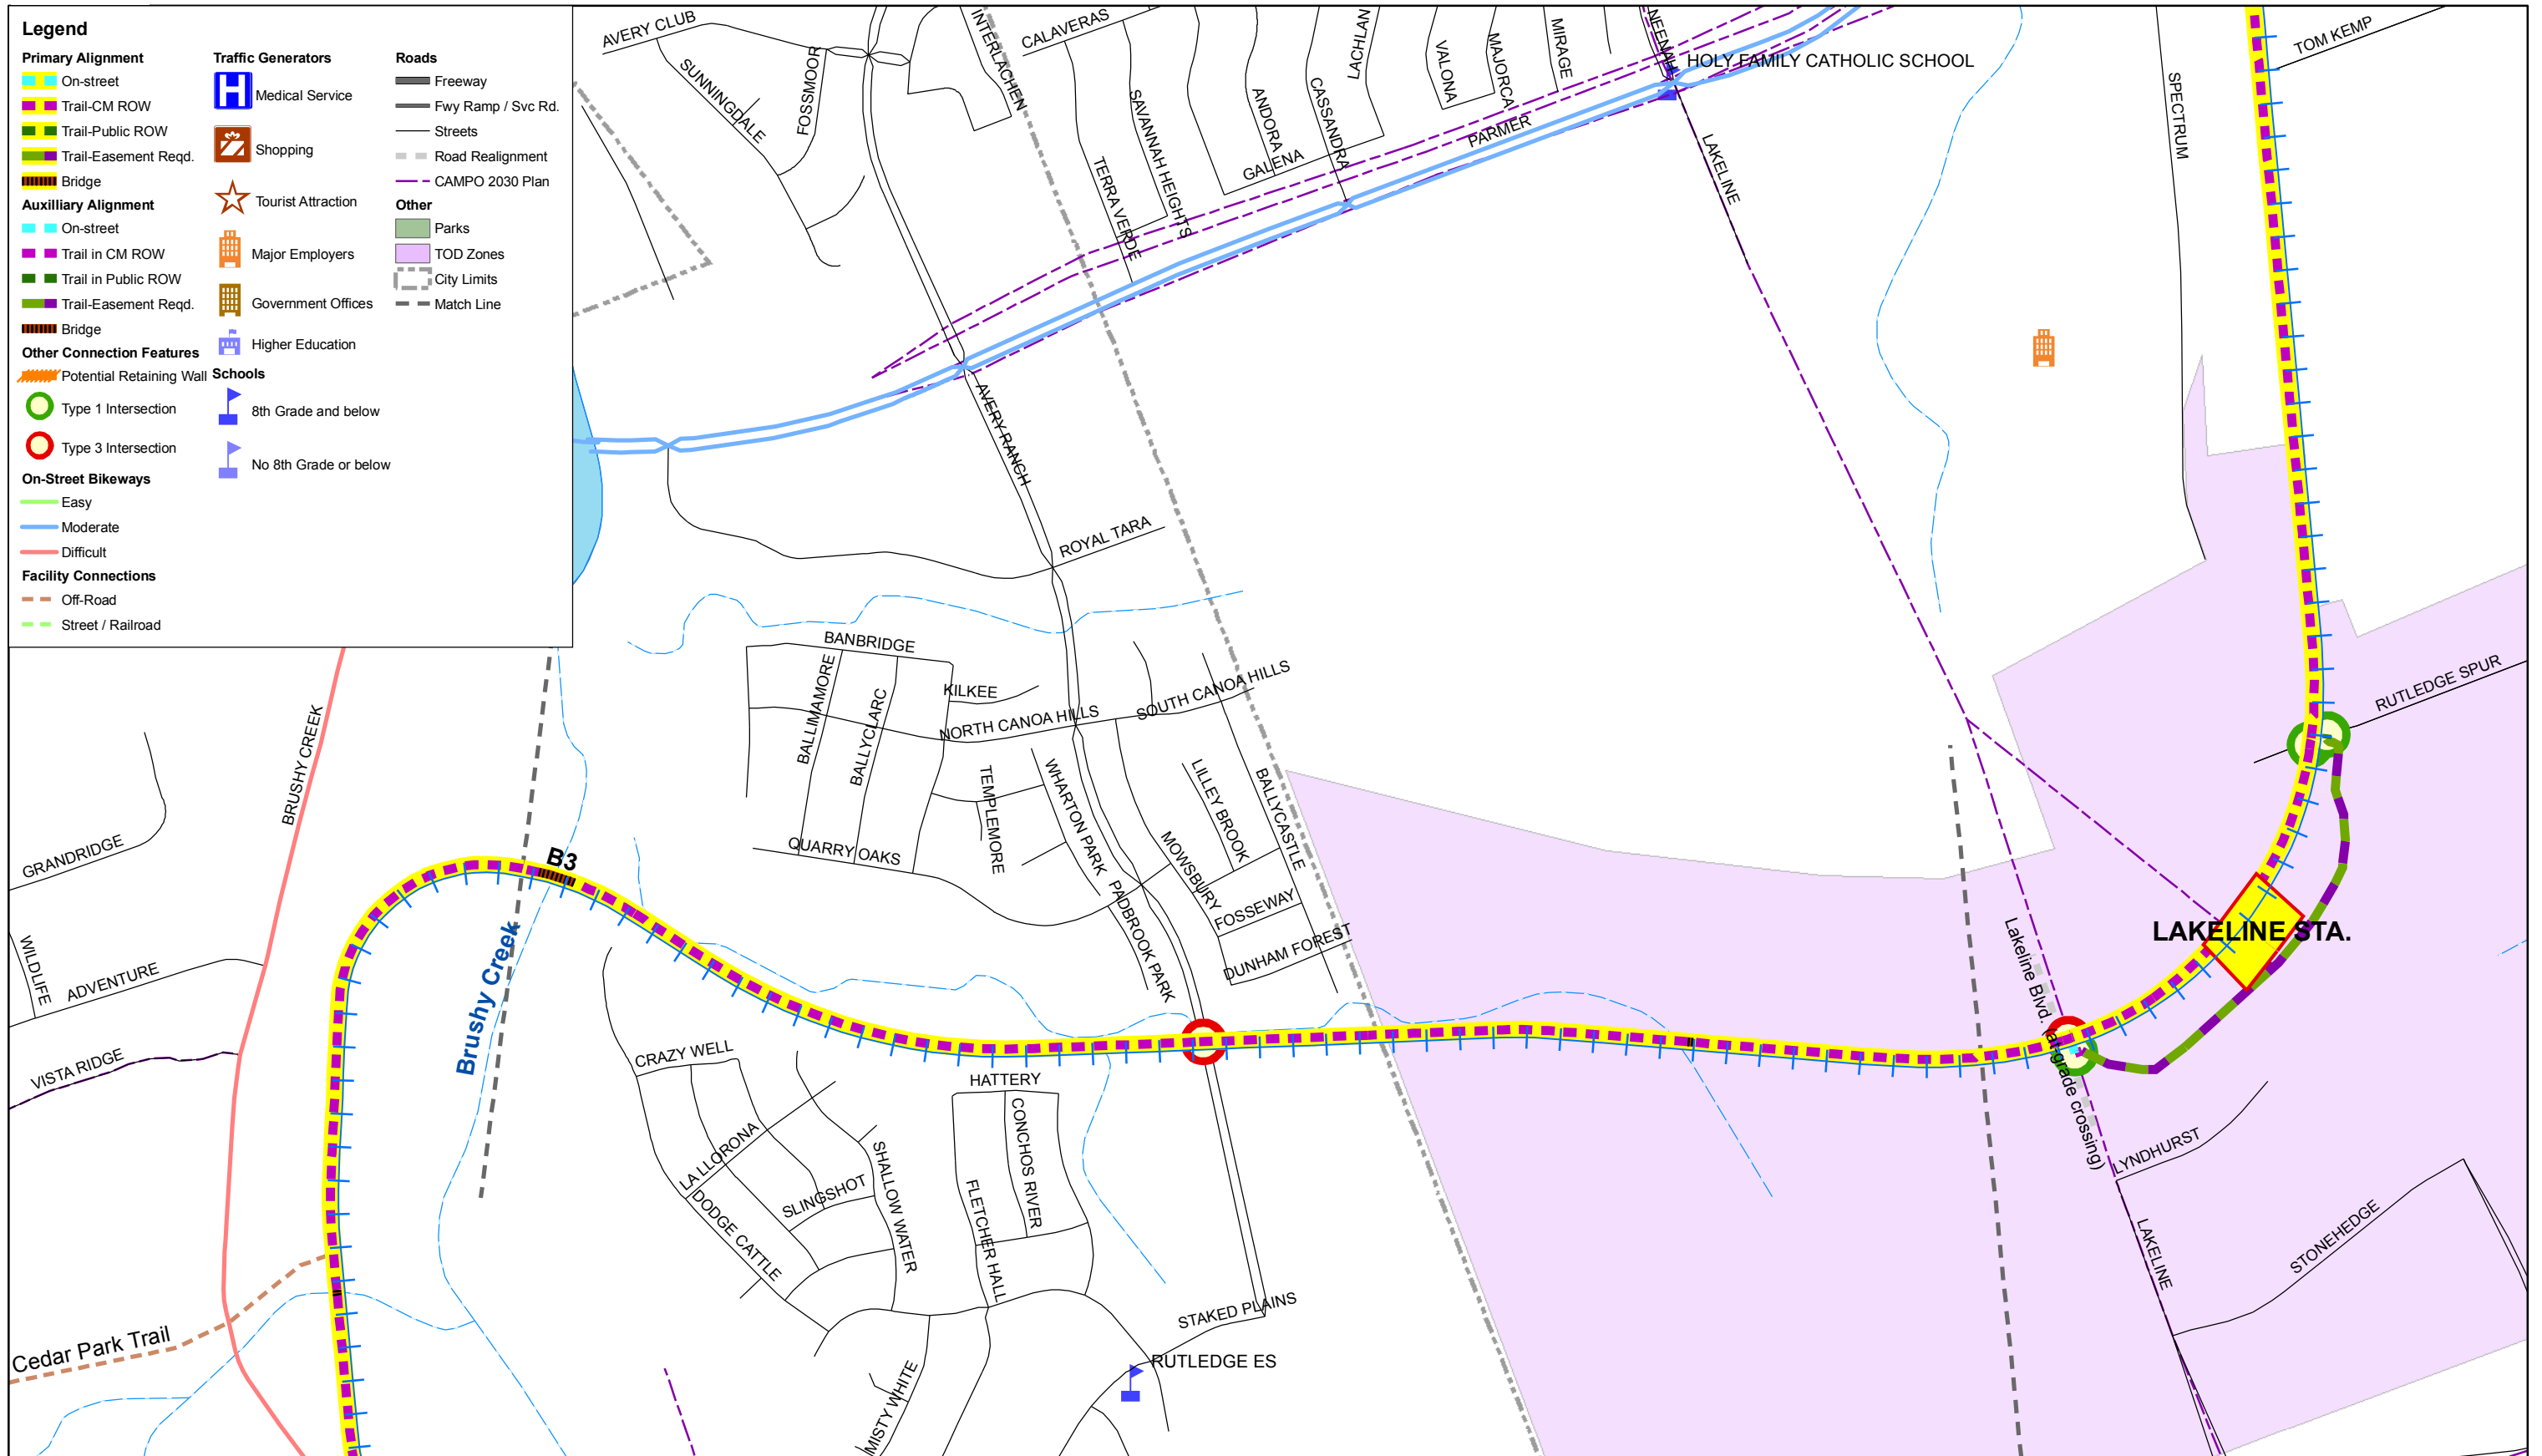 Legend
Primary Alignment
On-street
Trail-CM ROW
Trail-Public ROW
Trail-Easement Reqd.
Bridge
Auxilliary Alignment
On-street
Trail in CM ROW
Trail in Public ROW
Trail-Easement Reqd.
Bridge
Other Connection Features
Potential Retaining Wall
Type 1 Intersection
Type 3 Intersection
On-Street Bikeways
Easy
Moderate
Difficult
Facility Connections
Off-Road
Street / Railroad
Traffic Generators
H
Medical Service
Shopping
Tourist Attraction
Major Employers
Government Offices
Higher Education
Schools
8th Grade and below
No 8th Grade or below
Roads
Freeway
Fwy Ramp / Svc Rd.
Streets
Road Realignment
CAMPO 2030 Plan
Other
Parks
TOD Zones
City Limits
Match Line
AVERY CLUB
SUNNINGDALE
FOSSMOOR
INTERLACHEN
CALAVERAS
SAVANNAH HEIGHTS
TERRA VERDE
ANDORA
GALENA
CASSANDRA
LACHLAN
VALONA
MAJORCA
MIRAGE
NEENAH
HOLY FAMILY CATHOLIC SCHOOL
PARMER
LAKELINE
SPECTRUM
TOM KEMP
AVERY RANCH
ROYAL TARA
BANBRIDGE
BALLIMAMORE
BALLYCLARC
KILKEE
NORTH CANOA HILLS
SOUTH CANOA HILLS
TEMPLEMORE
WHARTON PARK
QUARRY OAKS
PADBROOK PARK
MOWSBURY
LILLEY BROOK
BALLYCASTLE
FOSSEWAY
DUNHAM FOREST
RUTLEDGE SPUR
BRUSHY CREEK
GRANDRIDGE
WILDLIFE
ADVENTURE
VISTA RIDGE
B3
Brushy Creek
LAKELINE STA.
Lakeline Blvd. (at-grade crossing)
CRAZY WELL
LA LLORONA
DODGE CATTLE
SLINGSHOT
SHALLOW WATER
HATTERY
CONCHOS RIVER
FLETCHER HALL
STAKED PLAINS
RUTLEDGE ES
MISTY WHITE
Cedar Park Trail
LYNDHURST
LAKELINE
STONEHEDGE